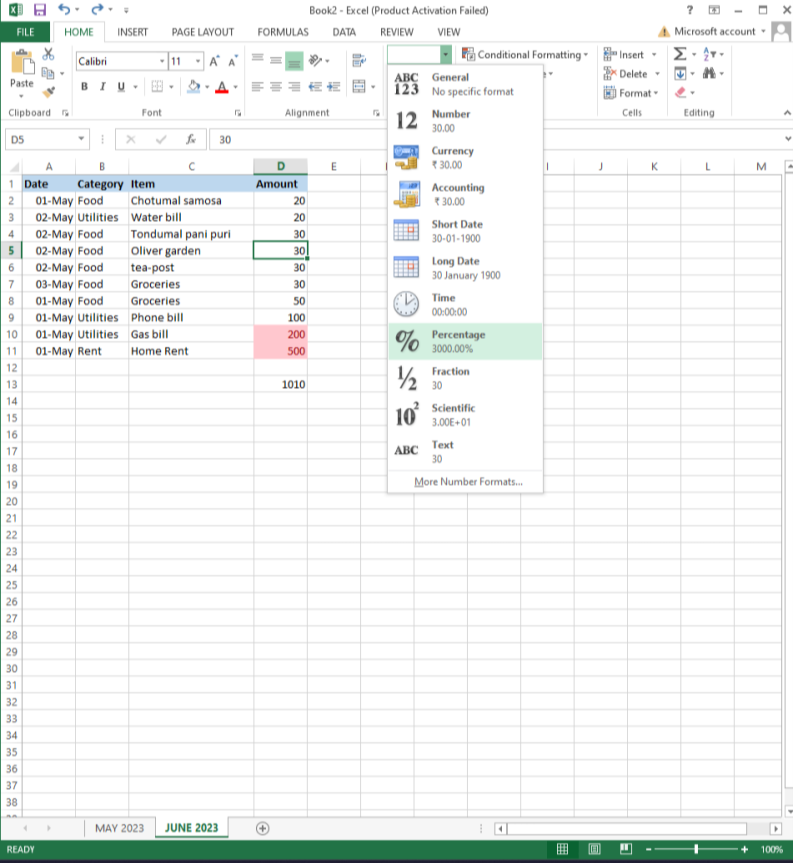 Book2 - Excel (Product Activation Failed)
FILE HOME INSERT PAGE LAYOUT FORMULAS DATA REVIEW VIEW Microsoft account
Paste
Calibri 11
B I U
Conditional Formatting
Insert
Delete
Format
Clipboard Font Alignment Cells Editing
D5 fx 30
A B C D E I J K L M
1 Date Category Item Amount
2 01-May Food Chotumal samosa 20
3 02-May Utilities Water bill 20
4 02-May Food Tondumal pani puri 30
5 02-May Food Oliver garden 30
6 02-May Food tea-post 30
7 03-May Food Groceries 30
8 01-May Food Groceries 50
9 01-May Utilities Phone bill 100
10 01-May Utilities Gas bill 200
11 01-May Rent Home Rent 500
12
13 1010
14
15
16
17
18
19
20
21
22
23
24
25
26
27
28
29
30
31
32
33
34
35
36
37
38
ABC 123 General
No specific format
12 Number
30.00
Currency
₹ 30.00
Accounting
₹ 30.00
Short Date
30-01-1900
Long Date
30 January 1900
Time
00:00:00
% Percentage
3000.00%
½ Fraction
30
10² Scientific
3.00E+01
ABC Text
30
More Number Formats...
MAY 2023 JUNE 2023
READY 100%